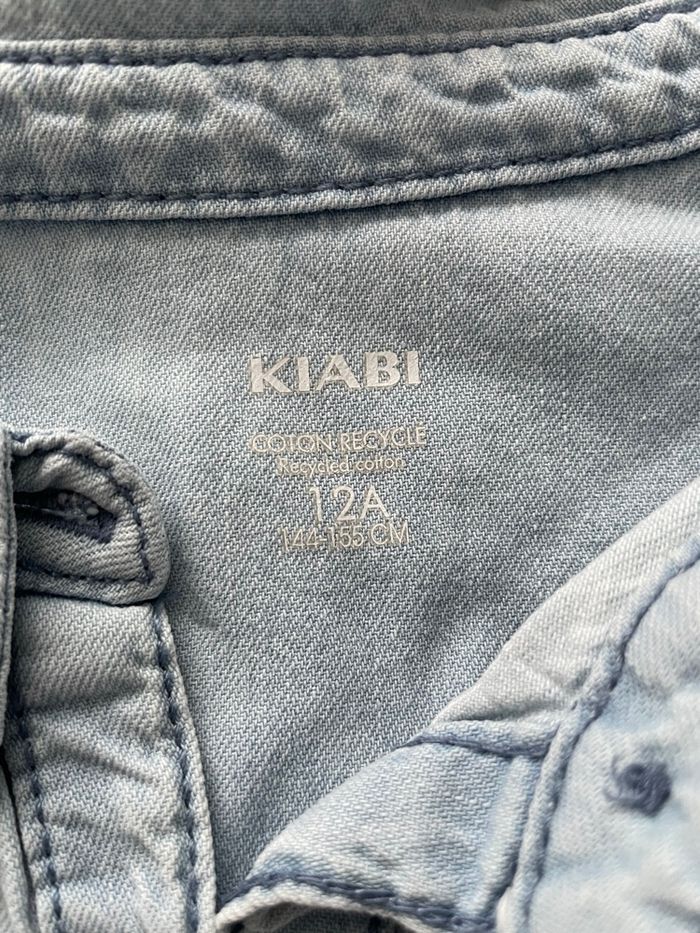 KIABI
COTON RECYCLE
Recycled cotton
12A
144-155 CM